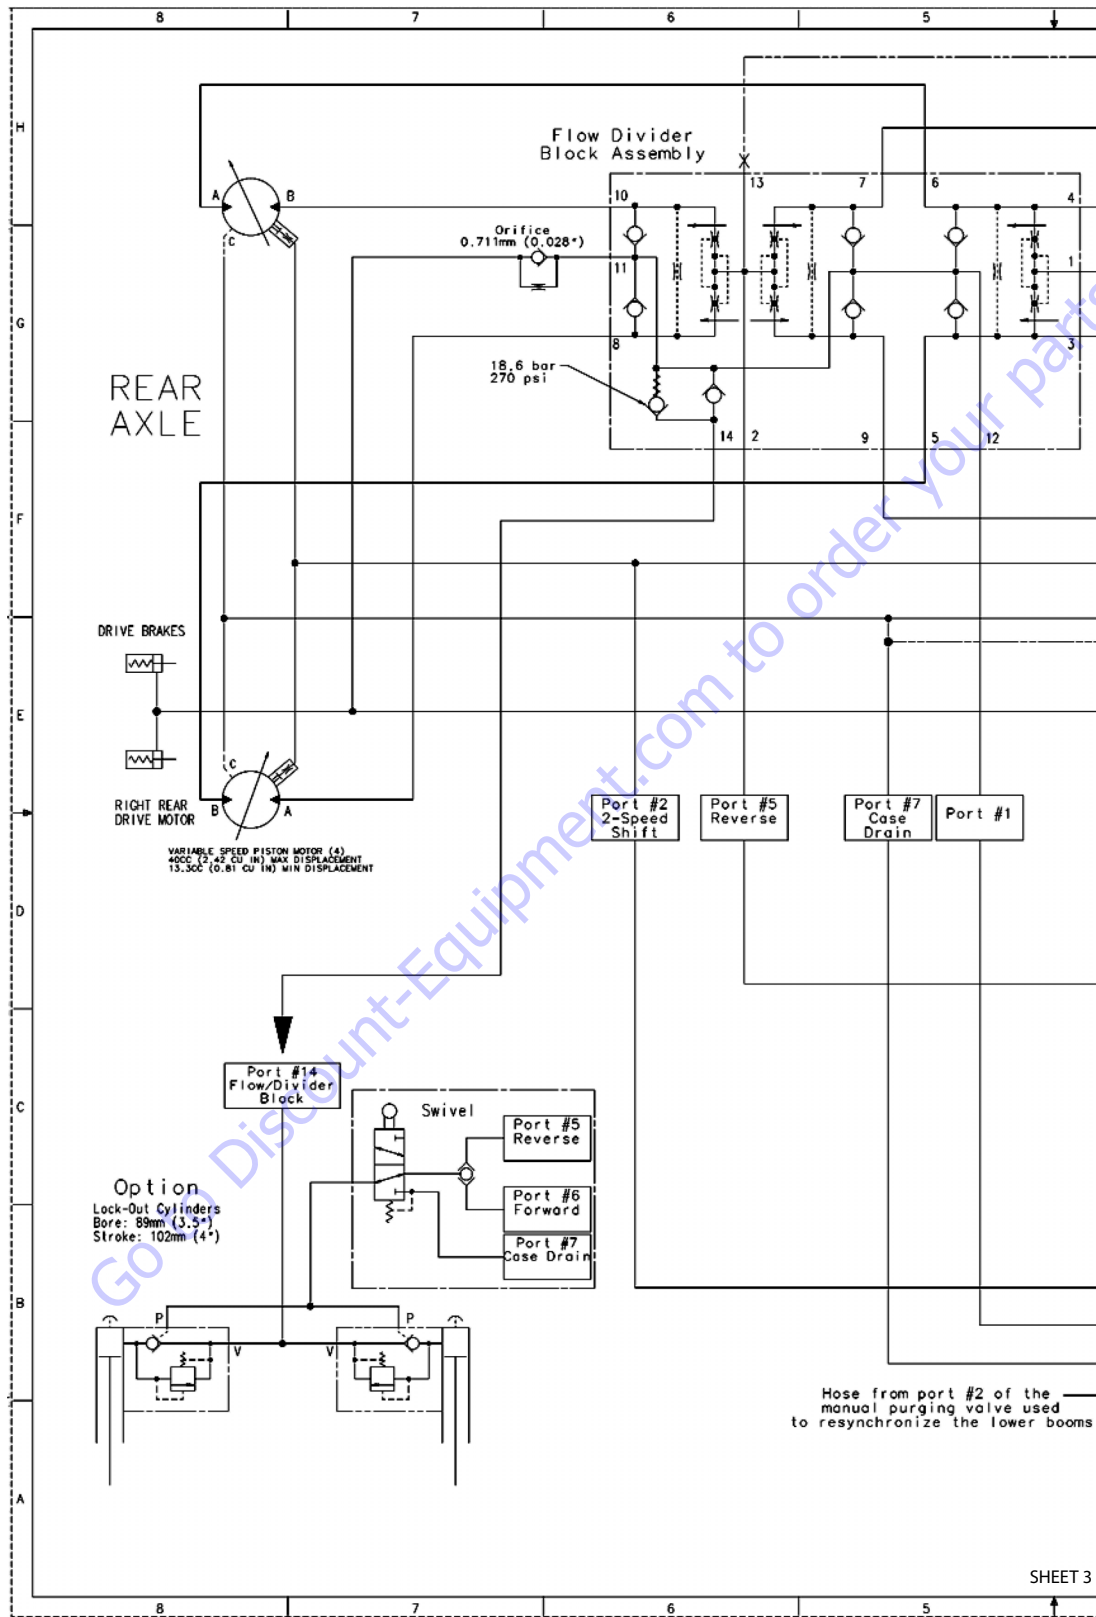 8 7 6 5
H
Flow Divider
Block Assembly
10 13 7 6 4
A B
C
Orifice
0.711mm (0.028")
11 1
G
8 3
18.6 bar
270 psi
REAR
AXLE
14 2 9 5 12
F
DRIVE BRAKES
E
C
B A
RIGHT REAR
DRIVE MOTOR
VARIABLE SPEED PISTON MOTOR (4)
40CC (2.42 CU IN) MAX DISPLACEMENT
13.3CC (0.81 CU IN) MIN DISPLACEMENT
Port #2
2-Speed
Shift
Port #5
Reverse
Port #7
Case
Drain
Port #1
D
Port #14
Flow/Divider
Block
C
Swivel
Port #5
Reverse
Port #6
Forward
Port #7
Case Drain
Option
Lock-Out Cylinders
Bore: 89mm (3.5")
Stroke: 102mm (4")
B
P P
V V
Hose from port #2 of the
manual purging valve used
to resynchronize the lower booms
A
SHEET 3
8 7 6 5
Go to Discount-Equipment.com to order your parts